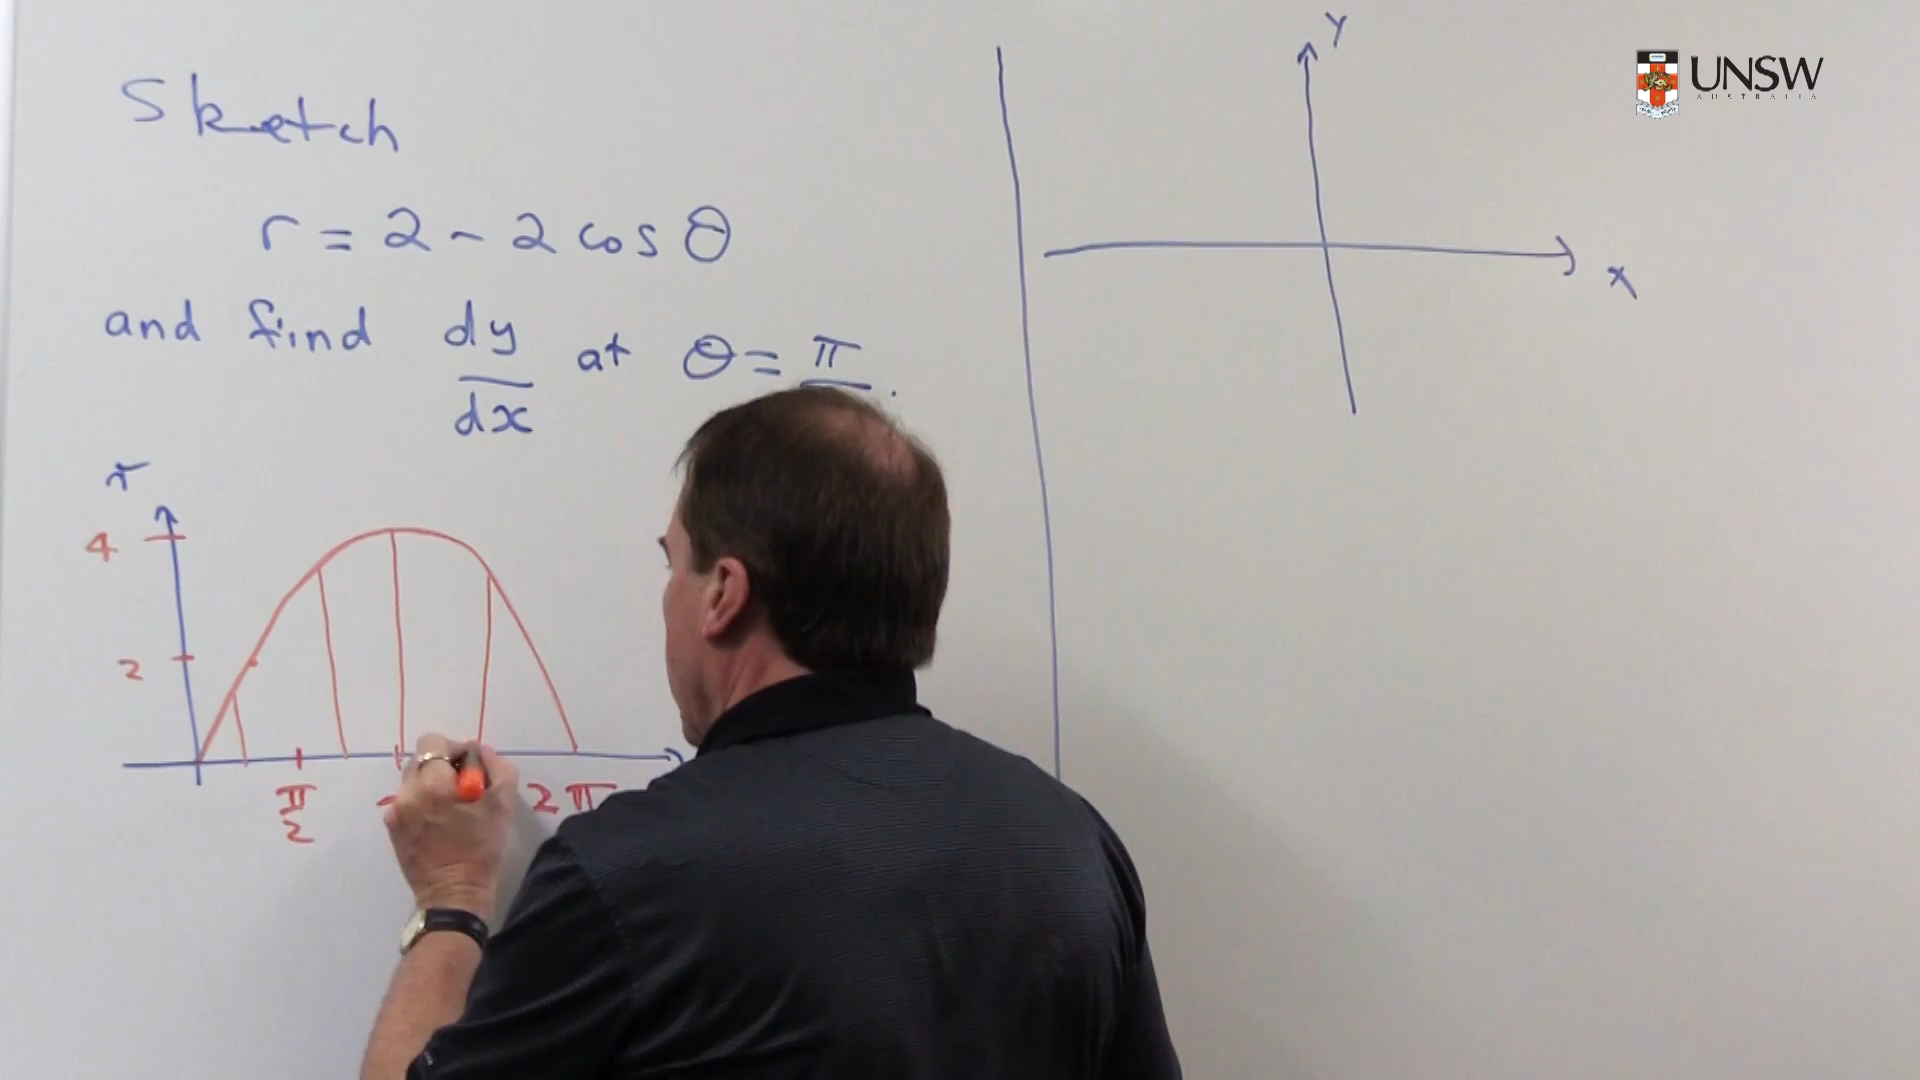 Sketch
r = 2 - 2 cos θ
and find dy/dx at θ = π
r
4
2
π/2
2π
Y
x
UNSW
AUSTRALIA